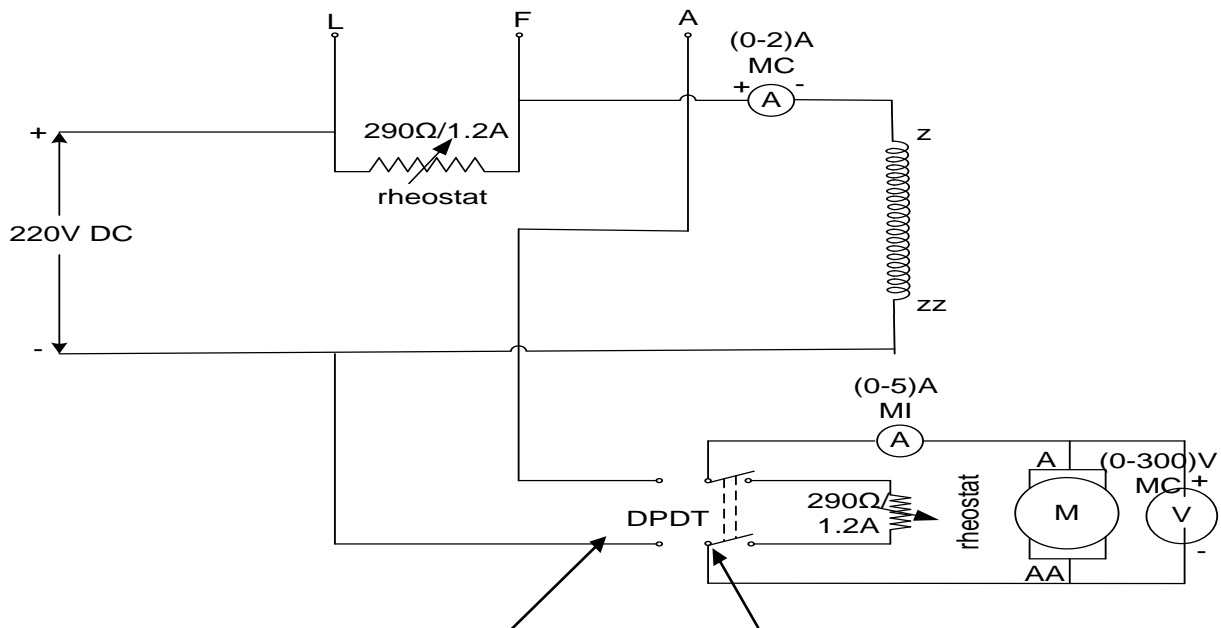 L
F
A
(0-2)A
MC
+
-
A
+
290Ω/1.2A
rheostat
z
220V DC
zz
-
(0-5)A
MI
A
A
(0-300)V
MC
+
290Ω/
1.2A
rheostat
DPDT
M
V
-
AA